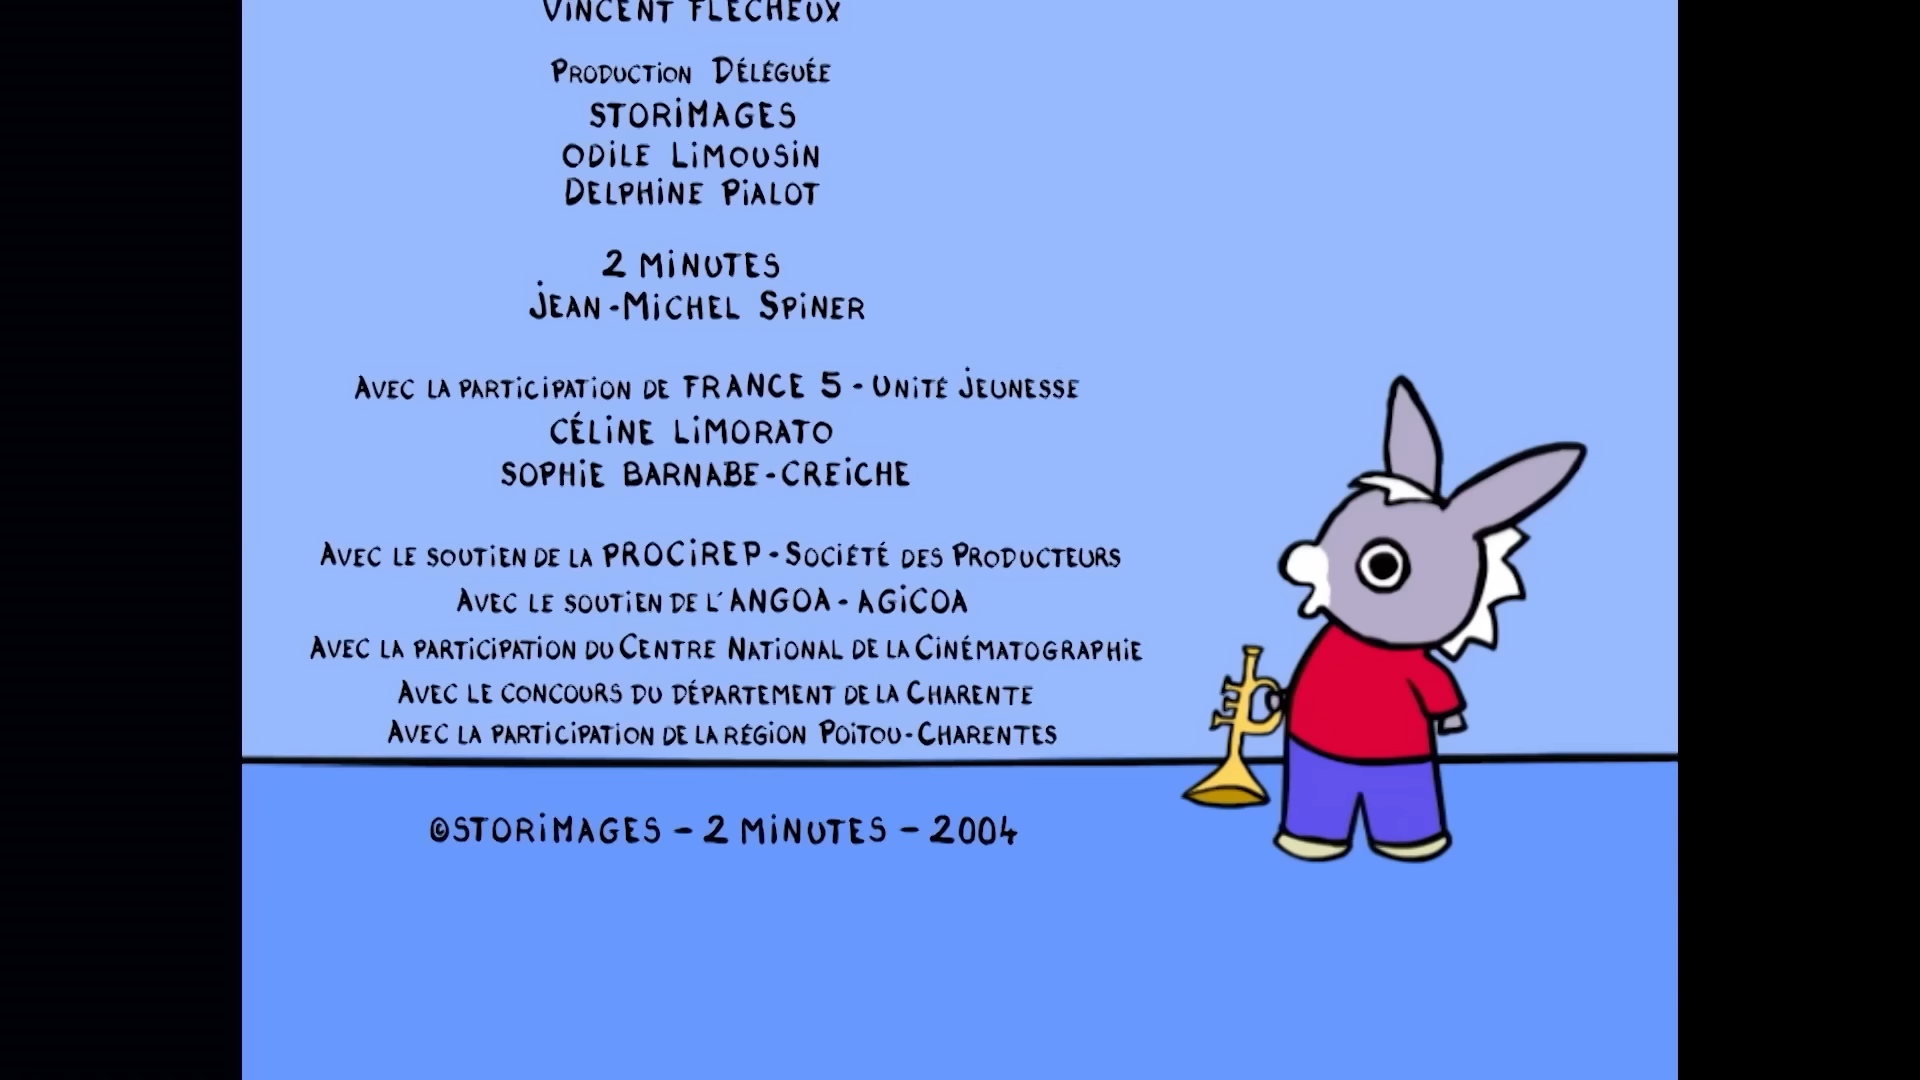 VINCENT FLECHEUX
PRODUCTION DÉLÉGUÉE
STORIMAGES
ODILE LIMOUSIN
DELPHINE PIALOT
2 MINUTES
JEAN-MICHEL SPINER
AVEC LA PARTICIPATION DE FRANCE 5 - UNITÉ JEUNESSE
CÉLINE LIMORATO
SOPHIE BARNABE-CREICHE
AVEC LE SOUTIEN DE LA PROCIREP - SOCIÉTÉ DES PRODUCTEURS
AVEC LE SOUTIEN DE L'ANGOA - AGICOA
AVEC LA PARTICIPATION DU CENTRE NATIONAL DE LA CINÉMATOGRAPHIE
AVEC LE CONCOURS DU DÉPARTEMENT DE LA CHARENTE
AVEC LA PARTICIPATION DE LA RÉGION POITOU-CHARENTES
©STORIMAGES - 2 MINUTES - 2004